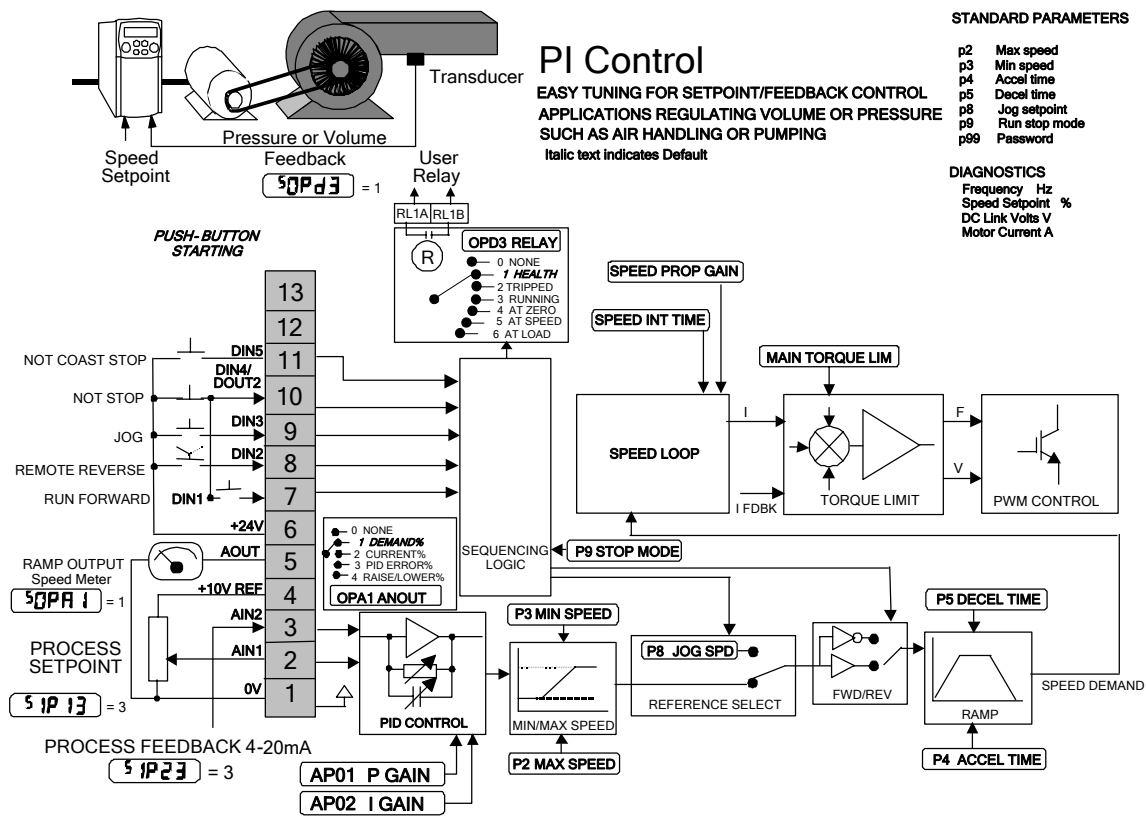 STANDARD PARAMETERS
p2 Max speed
p3 Min speed
p4 Accel time
p5 Decel time
p8 Jog setpoint
p9 Run stop mode
p99 Password
DIAGNOSTICS
Frequency Hz
Speed Setpoint %
DC Link Volts V
Motor Current A
PI Control
EASY TUNING FOR SETPOINT/FEEDBACK CONTROL
APPLICATIONS REGULATING VOLUME OR PRESSURE
SUCH AS AIR HANDLING OR PUMPING
Italic text indicates Default
Transducer
Pressure or Volume
Feedback
Speed
Setpoint
SOPd3 = 1
User
Relay
RL1A RL1B
R
OPD3 RELAY
0 NONE
1 HEALTH
2 TRIPPED
3 RUNNING
4 AT ZERO
5 AT SPEED
6 AT LOAD
PUSH-BUTTON
STARTING
13
12
NOT COAST STOP DIN5 11
DIN4/
DOUT2
NOT STOP 10
JOG DIN3 9
REMOTE REVERSE DIN2 8
RUN FORWARD DIN1 7
+24V 6
RAMP OUTPUT AOUT 5
Speed Meter
SOPA1 = 1
+10V REF 4
AIN2 3
PROCESS
SETPOINT
AIN1 2
0V 1
SIP13 = 3
PROCESS FEEDBACK 4-20mA
SIP23 = 3
0 NONE
1 DEMAND%
2 CURRENT%
3 PID ERROR%
4 RAISE/LOWER%
OPA1 ANOUT
SEQUENCING
LOGIC
P9 STOP MODE
PID CONTROL
AP01 P GAIN
AP02 I GAIN
P3 MIN SPEED
MIN/MAX SPEED
P2 MAX SPEED
P8 JOG SPD
REFERENCE SELECT
FWD/REV
P5 DECEL TIME
RAMP
P4 ACCEL TIME
SPEED DEMAND
SPEED PROP GAIN
SPEED INT TIME
SPEED LOOP
I
I FDBK
MAIN TORQUE LIM
TORQUE LIMIT
F
V
PWM CONTROL